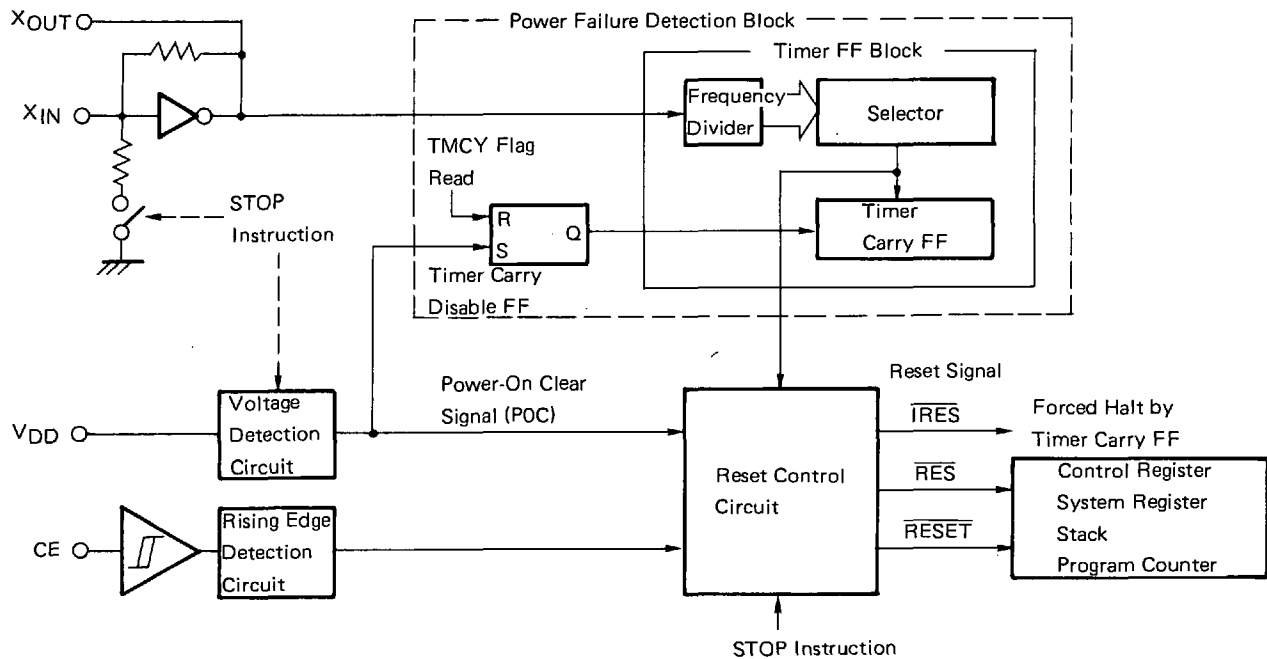 XOUT
Power Failure Detection Block
Timer FF Block
XIN
Frequency
Divider
Selector
TMCY Flag
Read
STOP
Instruction
R
S
Q
Timer
Carry FF
Timer Carry
Disable FF
Power-On Clear
Signal (POC)
Reset Signal
VDD
Voltage
Detection
Circuit
IRES
Forced Halt by
Timer Carry FF
Reset Control
Circuit
RES
Control Register
System Register
Stack
Program Counter
CE
Rising Edge
Detection
Circuit
RESET
STOP Instruction